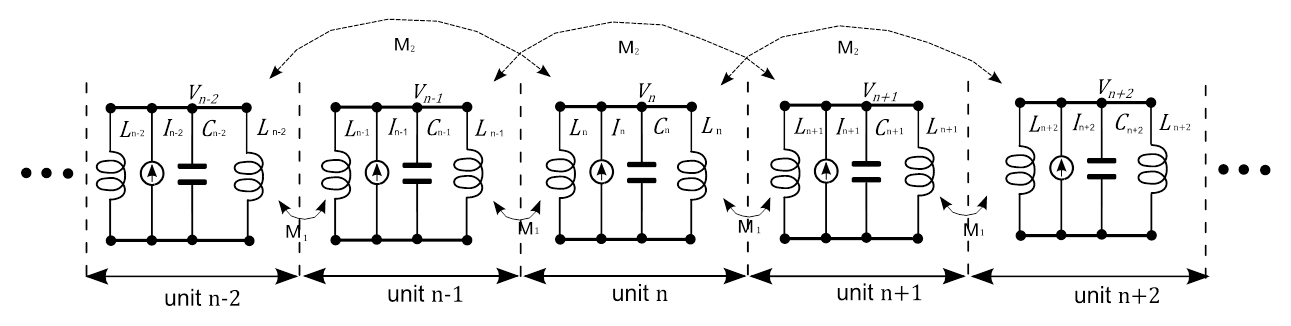 M₂ M₂ M₂
Vₙ₋₂ Vₙ₋₁ Vₙ Vₙ₊₁ Vₙ₊₂
Lₙ₋₂ Iₙ₋₂ Cₙ₋₂ Lₙ₋₂ Lₙ₋₁ Iₙ₋₁ Cₙ₋₁ Lₙ₋₁ Lₙ Iₙ Cₙ Lₙ Lₙ₊₁ Iₙ₊₁ Cₙ₊₁ Lₙ₊₁ Lₙ₊₂ Iₙ₊₂ Cₙ₊₂ Lₙ₊₂
M₁ M₁ M₁ M₁
unit n-2 unit n-1 unit n unit n+1 unit n+2